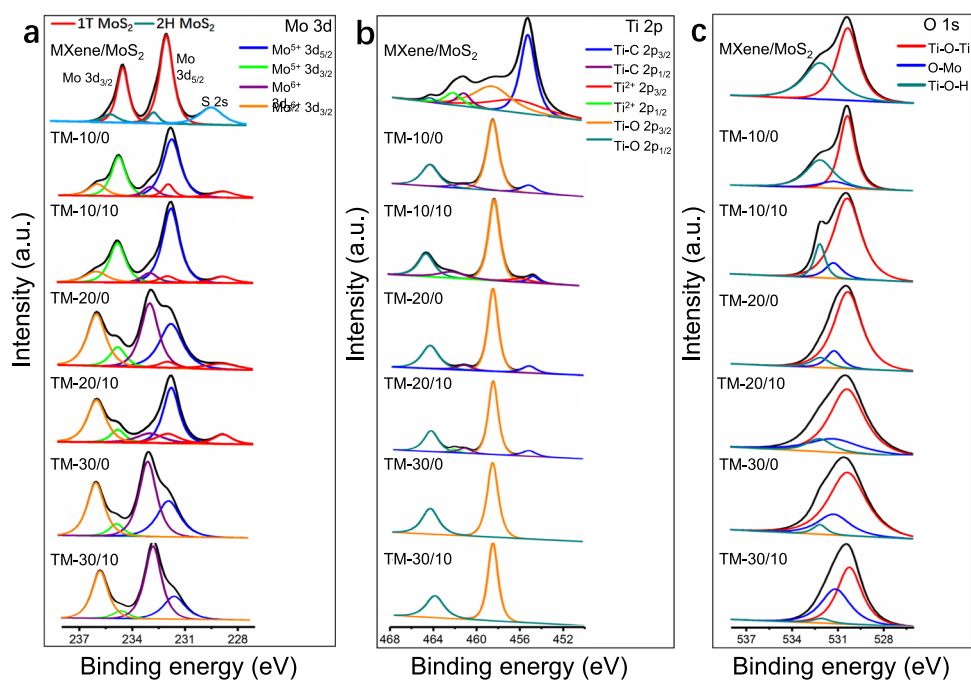 a
1T MoS₂
2H MoS₂
Mo 3d
MXene/MoS₂
Mo 3d₃/₂
Mo
3d₅/₂
S 2s
Mo⁵⁺ 3d₅/₂
Mo⁵⁺ 3d₃/₂
Mo⁶⁺
3d₃/₂
TM-10/0
TM-10/10
TM-20/0
TM-20/10
TM-30/0
TM-30/10
Intensity (a.u.)
237 234 231 228
Binding energy (eV)
b
Ti 2p
MXene/MoS₂
Ti-C 2p₃/₂
Ti-C 2p₁/₂
Ti²⁺ 2p₃/₂
Ti²⁺ 2p₁/₂
Ti-O 2p₃/₂
Ti-O 2p₁/₂
TM-10/0
TM-10/10
TM-20/0
TM-20/10
TM-30/0
TM-30/10
Intensity (a.u.)
468 464 460 456 452
Binding energy (eV)
c
O 1s
MXene/MoS₂
Ti-O-Ti
O-Mo
Ti-O-H
TM-10/0
TM-10/10
TM-20/0
TM-20/10
TM-30/0
TM-30/10
Intensity (a.u.)
537 534 531 528
Binding energy (eV)